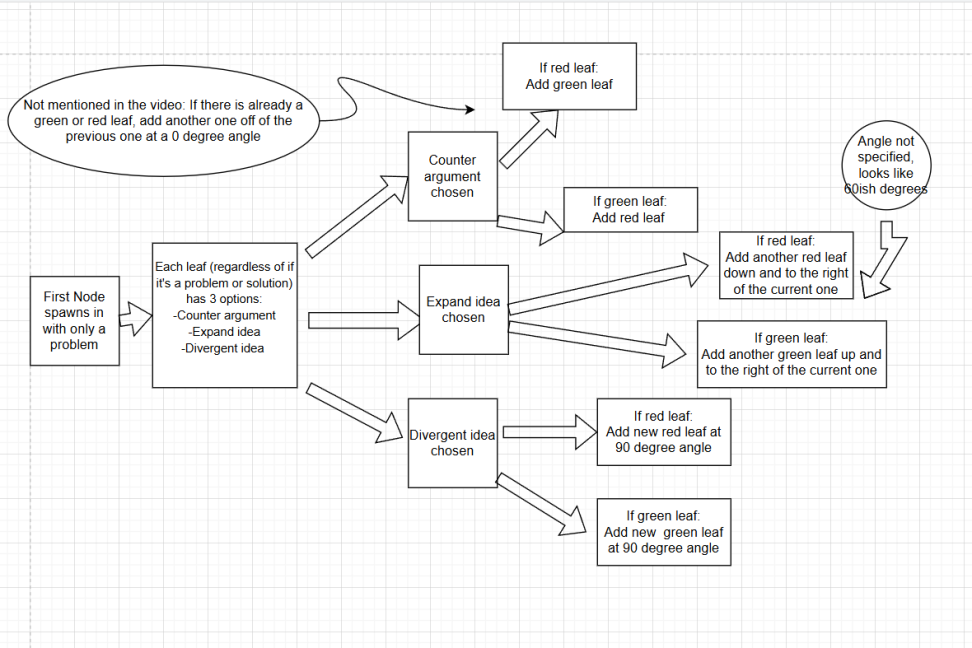 If red leaf:
Add green leaf
Not mentioned in the video: If there is already a
green or red leaf, add another one off of the
previous one at a 0 degree angle
Angle not
specified,
looks like
60ish degrees
Counter
argument
chosen
If green leaf:
Add red leaf
If red leaf:
Add another red leaf
down and to the right
of the current one
Each leaf (regardless of if
it's a problem or solution)
has 3 options:
-Counter argument
-Expand idea
-Divergent idea
First Node
spawns in
with only a
problem
Expand idea
chosen
If green leaf:
Add another green leaf up and
to the right of the current one
Divergent idea
chosen
If red leaf:
Add new red leaf at
90 degree angle
If green leaf:
Add new green leaf
at 90 degree angle